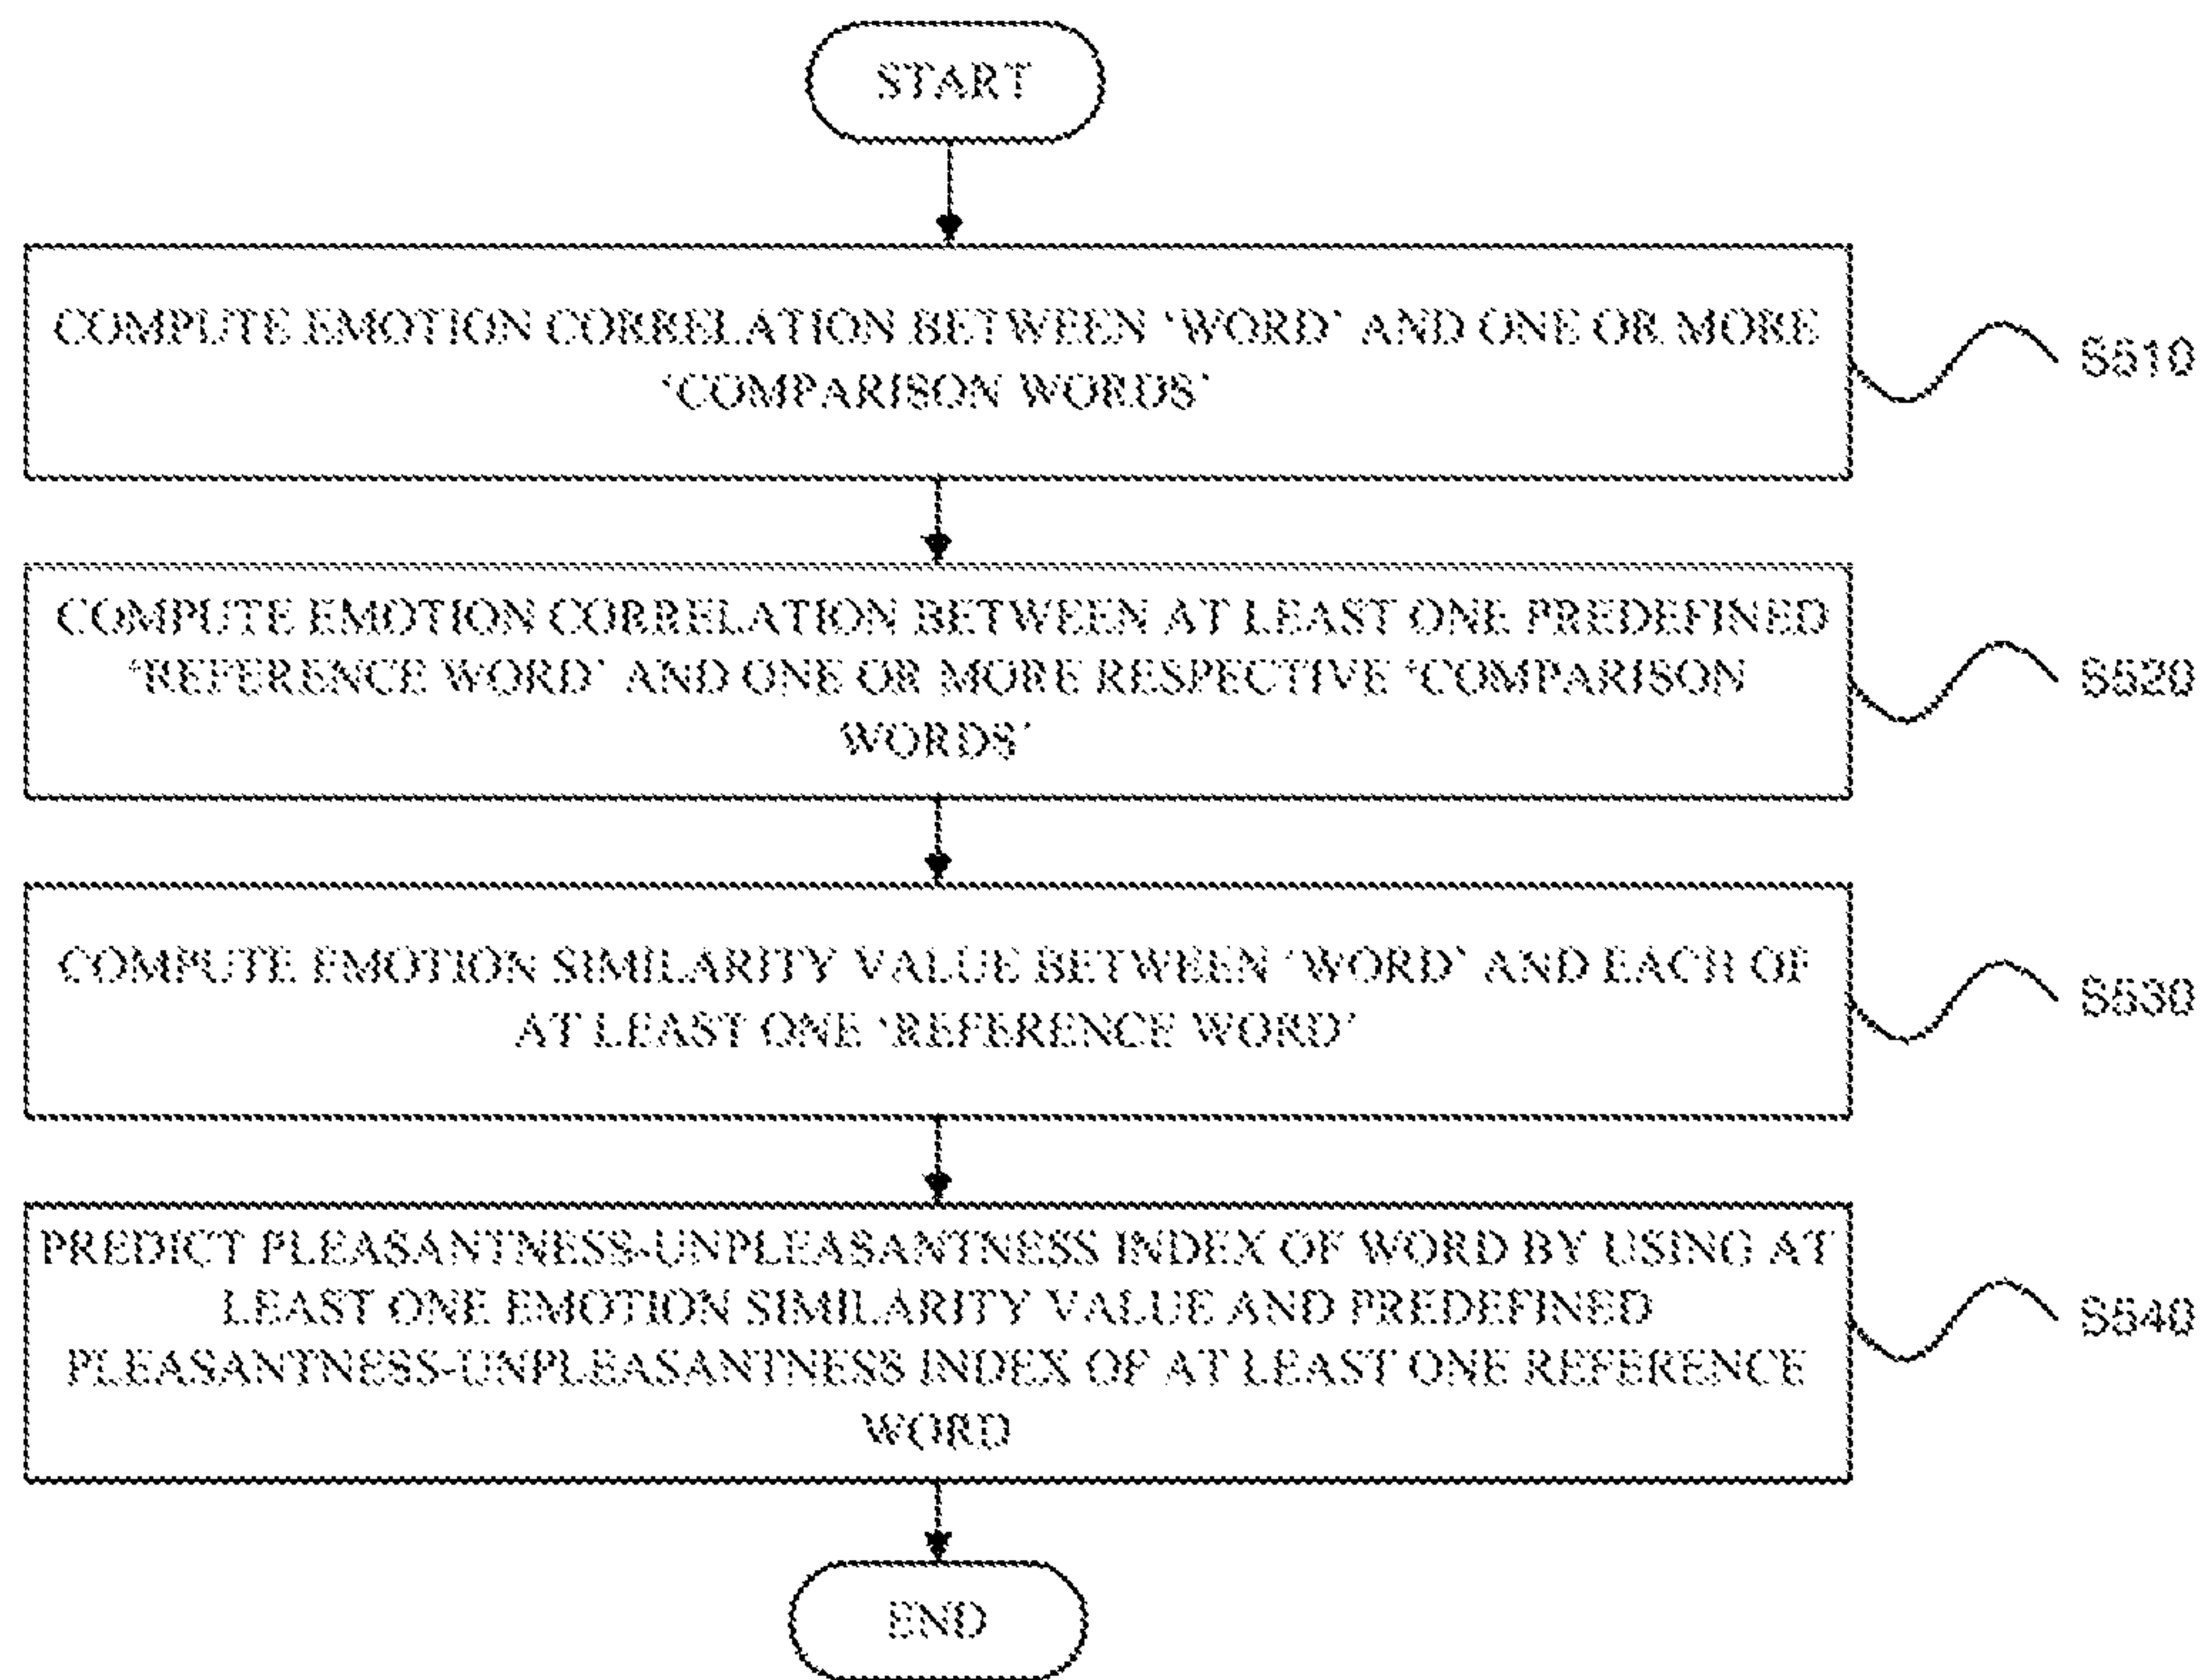 START
COMPUTE EMOTION CORRELATION BETWEEN ‘WORD’ AND ONE OR MORE
‘COMPARISON WORDS’
S510
COMPUTE EMOTION CORRELATION BETWEEN AT LEAST ONE PREDEFINED
‘REFERENCE WORD’ AND ONE OR MORE RESPECTIVE ‘COMPARISON
WORDS’
S520
COMPUTE EMOTION SIMILARITY VALUE BETWEEN ‘WORD’ AND EACH OF
AT LEAST ONE ‘REFERENCE WORD’
S530
PREDICT PLEASANTNESS-UNPLEASANTNESS INDEX OF WORD BY USING AT
LEAST ONE EMOTION SIMILARITY VALUE AND PREDEFINED
PLEASANTNESS-UNPLEASANTNESS INDEX OF AT LEAST ONE REFERENCE
WORD
S540
END